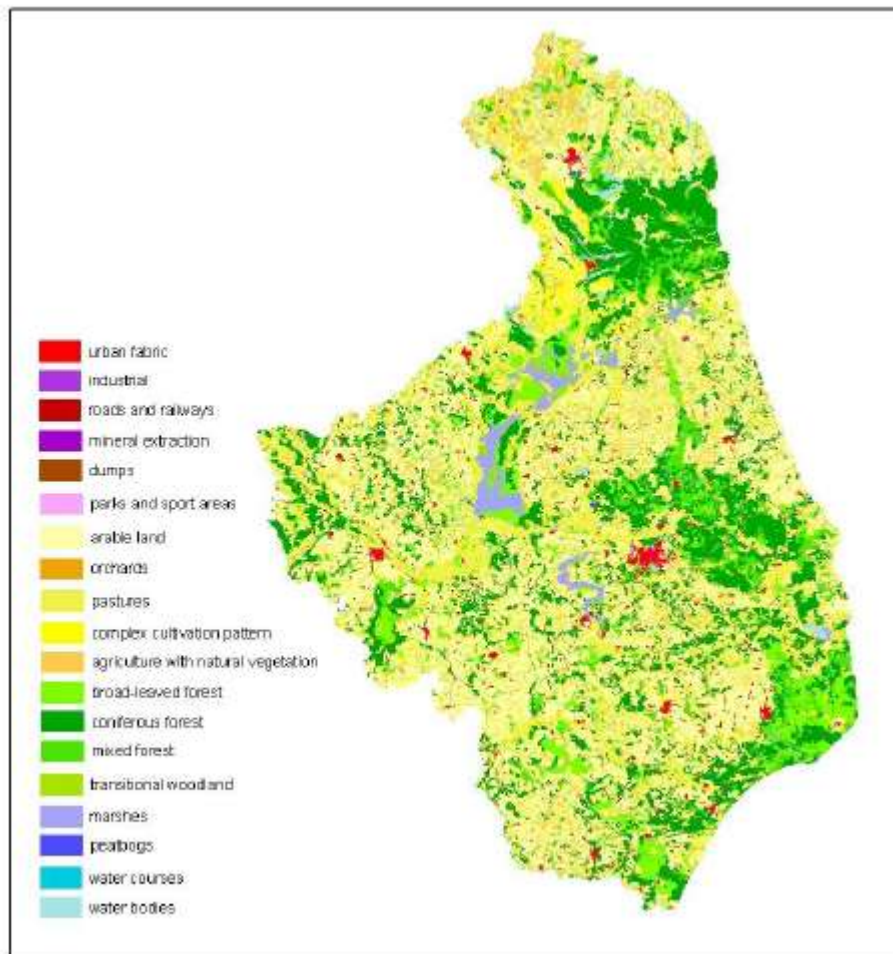 urban fabric
industrial
roads and railways
mineral extraction
dumps
parks and sport areas
arable land
orchards
pastures
complex cultivation pattern
agriculture with natural vegetation
broad-leaved forest
coniferous forest
mixed forest
transitional woodland
marshes
peatbogs
water courses
water bodies